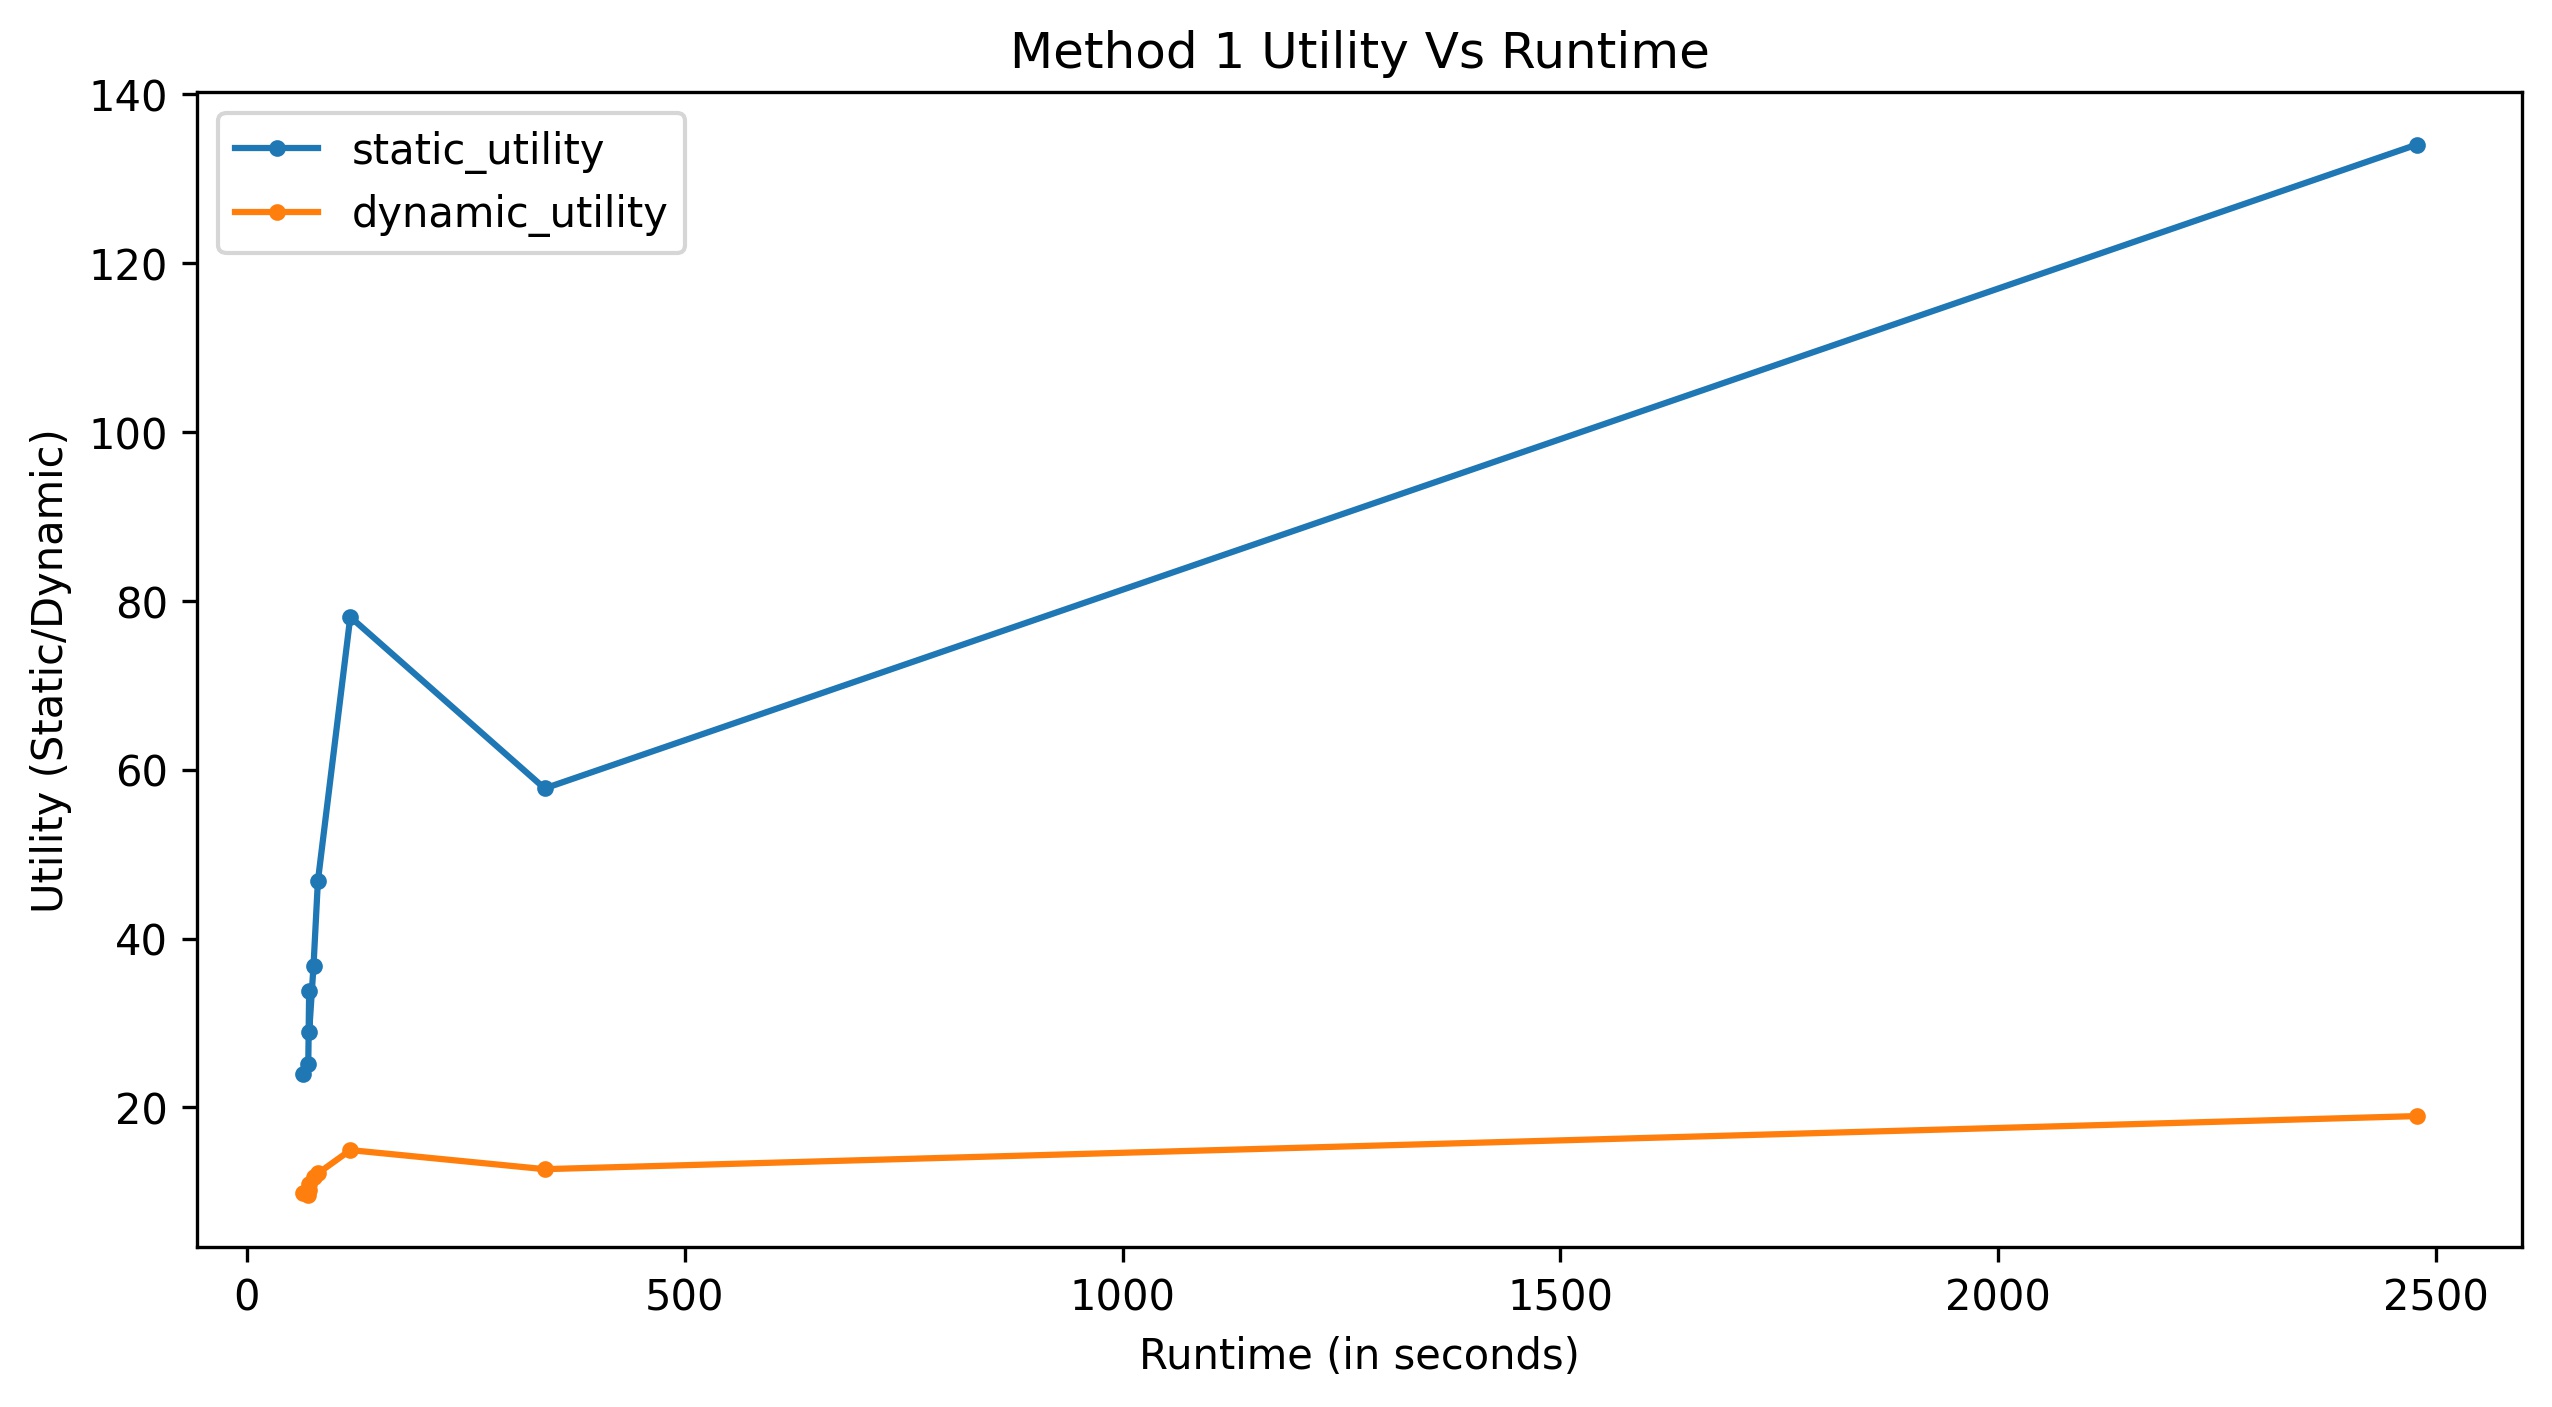 Method 1 Utility Vs Runtime
140
120
100
80
60
40
20
Utility (Static/Dynamic)
static_utility
dynamic_utility
0 500 1000 1500 2000 2500
Runtime (in seconds)